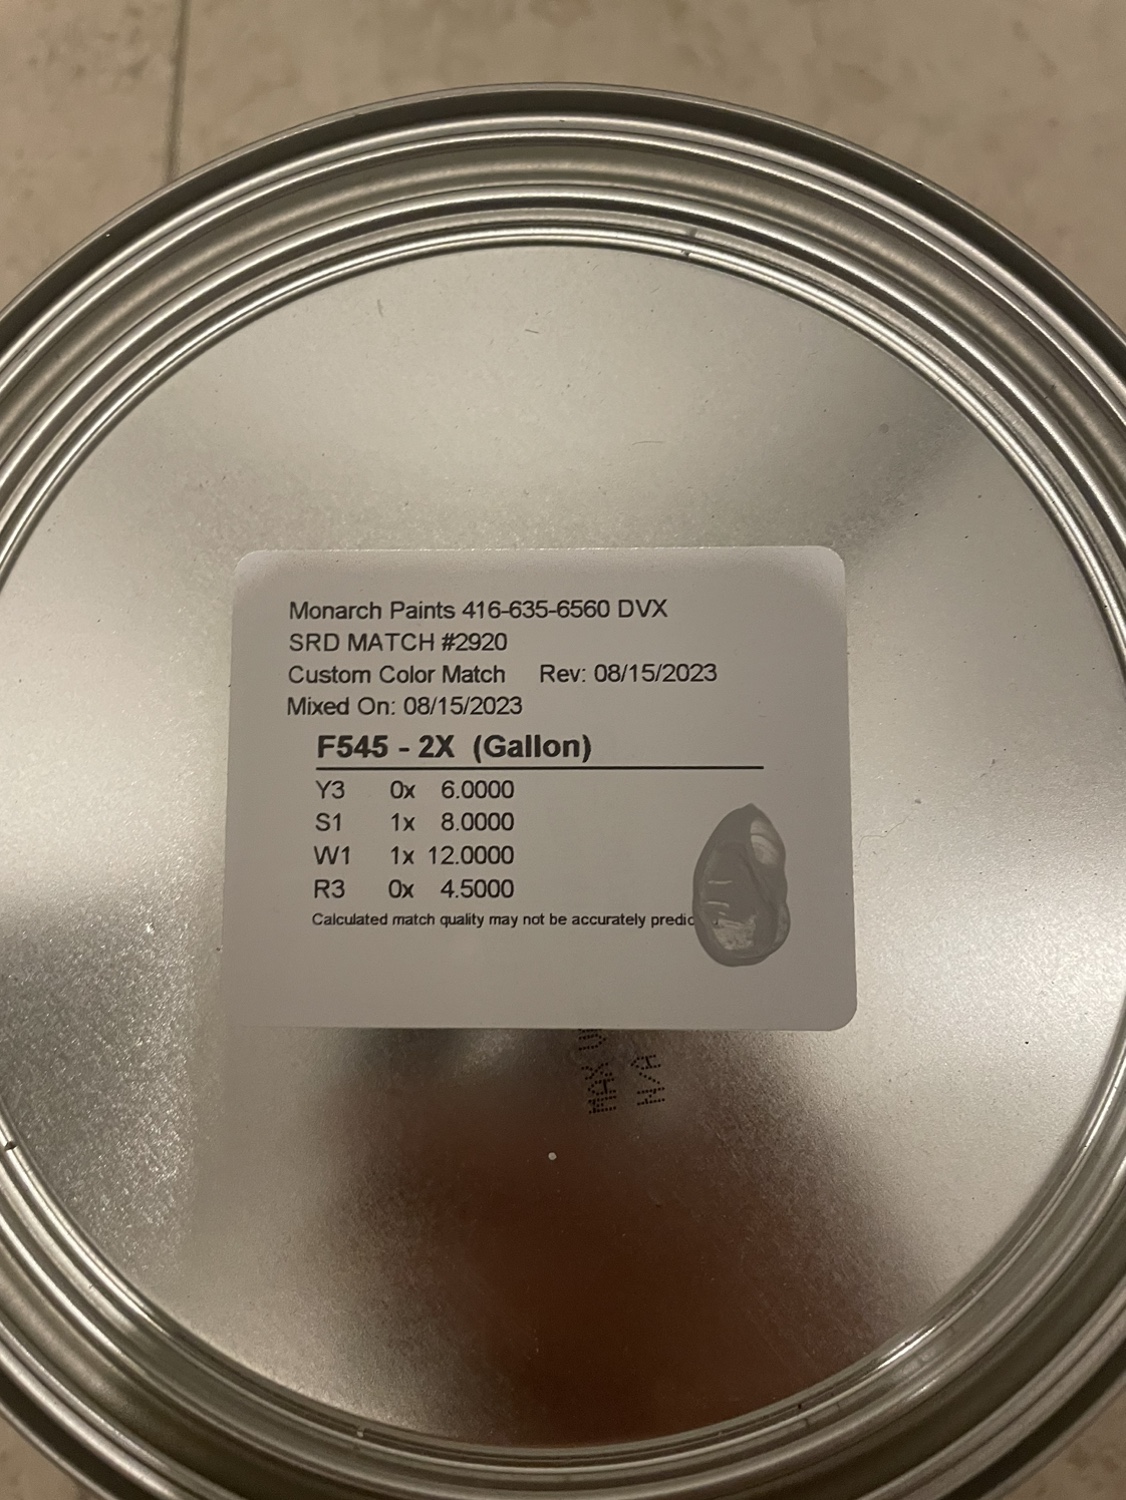 Monarch Paints 416-635-6560 DVX
SRD MATCH #2920
Custom Color Match Rev: 08/15/2023
Mixed On: 08/15/2023
F545 - 2X (Gallon)
Y3 0x 6.0000
S1 1x 8.0000
W1 1x 12.0000
R3 0x 4.5000
Calculated match quality may not be accurately
MAX
N/A